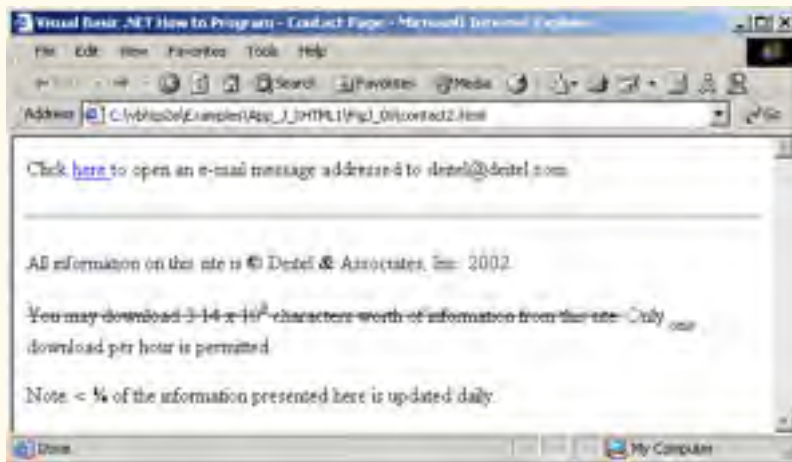 Visual Basic .NET How to Program - Contact Page - Microsoft Internet Explorer
File Edit View Favorites Tools Help
Search Favorites Media
Address C:\vbhtp2e\Examples\App_J_XHTML1\FigJ_06\contact2.html Go
Click here to open an e-mail message addressed to deitel@deitel.com.
All information on this site is © Deitel & Associates, Inc. 2002.
You may download 3.14 x 10² characters worth of information from this site. Only one
download per hour is permitted.
Note: < ¼ of the information presented here is updated daily.
Done My Computer